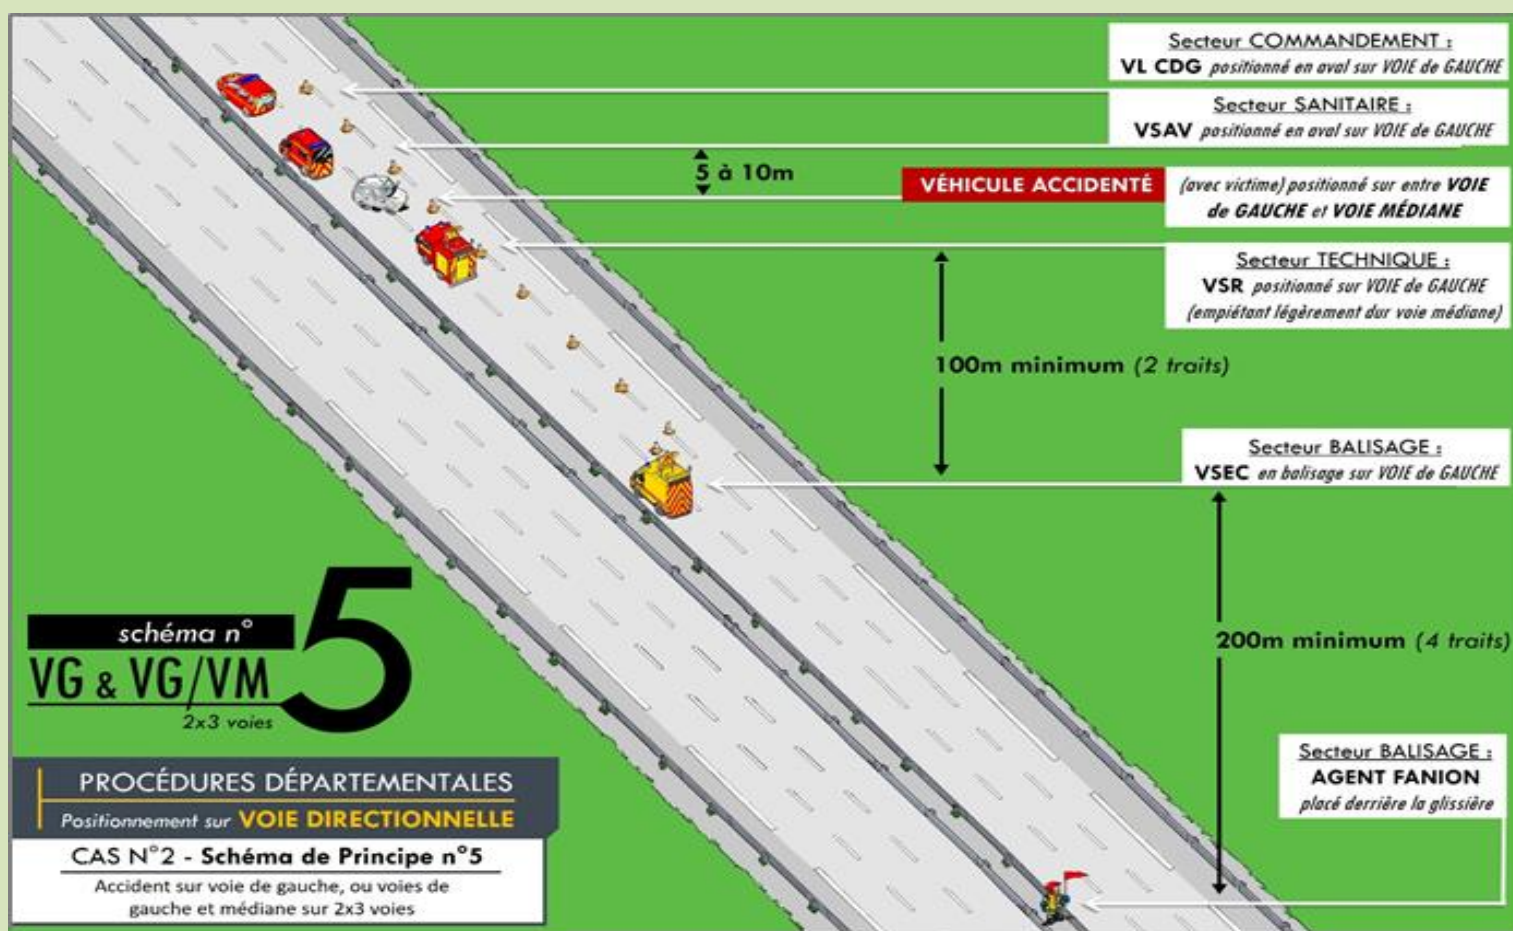 Secteur COMMANDEMENT :
VL CDG positionné en aval sur VOIE de GAUCHE
Secteur SANITAIRE :
VSAV positionné en aval sur VOIE de GAUCHE
5 à 10m
VÉHICULE ACCIDENTÉ
(avec victime) positionné sur entre VOIE
de GAUCHE et VOIE MÉDIANE
Secteur TECHNIQUE :
VSR positionné sur VOIE de GAUCHE
(empiétant légèrement dur voie médiane)
100m minimum (2 traits)
Secteur BALISAGE :
VSEC en balisage sur VOIE de GAUCHE
200m minimum (4 traits)
Secteur BALISAGE :
AGENT FANION
placé derrière la glissière
schéma n° 5
VG & VG/VM
2x3 voies
PROCÉDURES DÉPARTEMENTALES
Positionnement sur VOIE DIRECTIONNELLE
CAS N°2 - Schéma de Principe n°5
Accident sur voie de gauche, ou voies de
gauche et médiane sur 2x3 voies